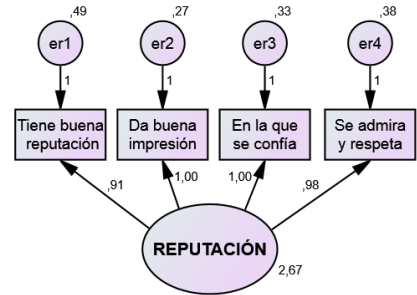 ,49
,27
,33
,38
er1
er2
er3
er4
1
1
1
1
Tiene buena
reputación
Da buena
impresión
En la que
se confía
Se admira
y respeta
,91
1,00
1,00
,98
REPUTACIÓN
2,67